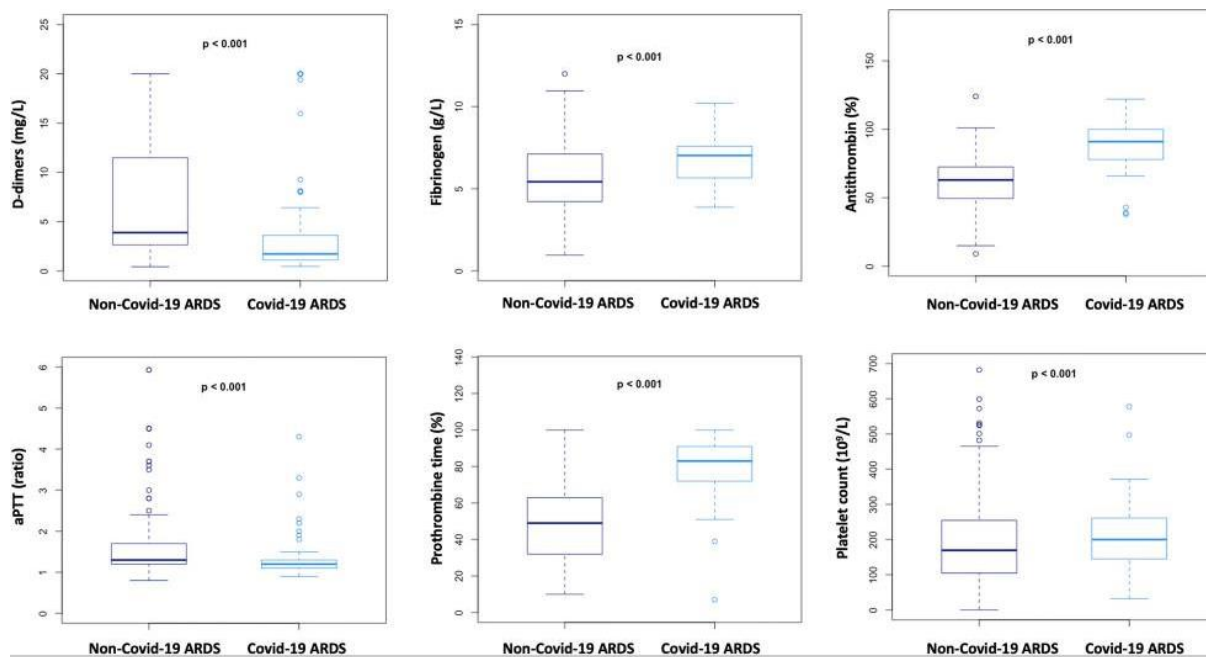 D-dimers (mg/L)
25
20
15
10
5
0
p < 0.001
Non-Covid-19 ARDS Covid-19 ARDS
Fibrinogen (g/L)
15
10
5
0
p < 0.001
Non-Covid-19 ARDS Covid-19 ARDS
Antithrombin (%)
150
100
50
0
p < 0.001
Non-Covid-19 ARDS Covid-19 ARDS
aPTT (ratio)
6
5
4
3
2
1
0
p < 0.001
Non-Covid-19 ARDS Covid-19 ARDS
Prothrombine time (%)
140
120
100
80
60
40
20
0
p < 0.001
Non-Covid-19 ARDS Covid-19 ARDS
Platelet count (10⁹/L)
700
600
500
400
300
200
100
0
p < 0.001
Non-Covid-19 ARDS Covid-19 ARDS